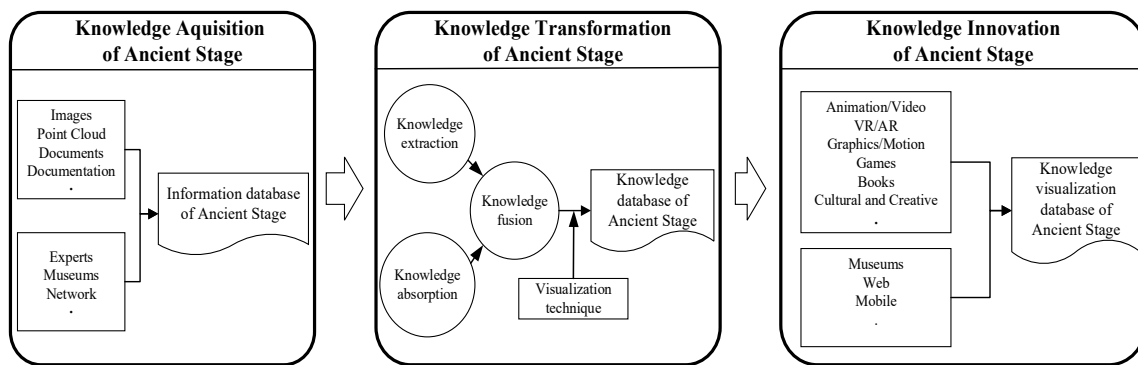 Knowledge Aquisition
of Ancient Stage
Images
Point Cloud
Documents
Documentation
.
Experts
Museums
Network
.
Information database
of Ancient Stage
Knowledge Transformation
of Ancient Stage
Knowledge
extraction
Knowledge
absorption
Knowledge
fusion
Visualization
technique
Knowledge
database of
Ancient Stage
Knowledge Innovation
of Ancient Stage
Animation/Video
VR/AR
Graphics/Motion
Games
Books
Cultural and Creative
.
Museums
Web
Mobile
.
Knowledge
visualization
database of
Ancient Stage